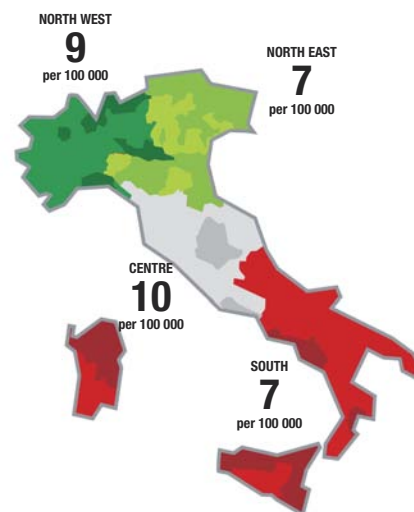 NORTH WEST
9
per 100 000
NORTH EAST
7
per 100 000
CENTRE
10
per 100 000
SOUTH
7
per 100 000